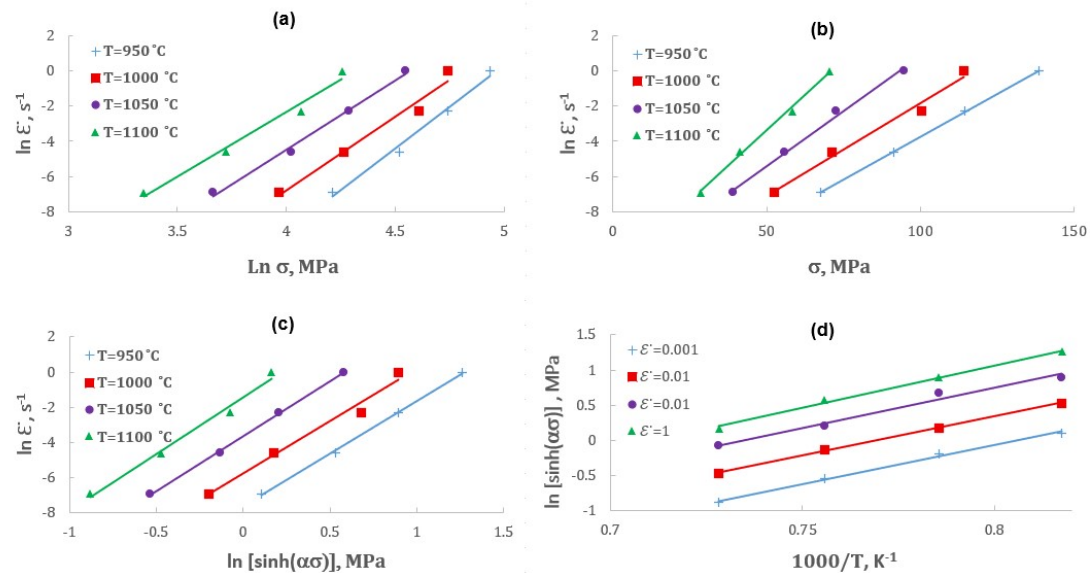 (a)
ln Ɛ˙, s⁻¹
T=950 ˚C
T=1000 ˚C
T=1050 ˚C
T=1100 ˚C
2
0
-2
-4
-6
-8
3 3.5 4 4.5 5
Ln σ, MPa
(b)
ln Ɛ˙, s⁻¹
T=950 ˚C
T=1000 ˚C
T=1050 ˚C
T=1100 ˚C
2
0
-2
-4
-6
-8
0 50 100 150
σ, MPa
(c)
ln Ɛ˙, s⁻¹
T=950 ˚C
T=1000 ˚C
T=1050 ˚C
T=1100 ˚C
2
0
-2
-4
-6
-8
-1 -0.5 0 0.5 1 1.5
ln [sinh(ασ)], MPa
(d)
ln [sinh(ασ)] , MPa
Ɛ˙=0.001
Ɛ˙=0.01
Ɛ˙=0.01
Ɛ˙=1
1.5
1
0.5
0
-0.5
-1
0.7 0.75 0.8
1000/T, K⁻¹